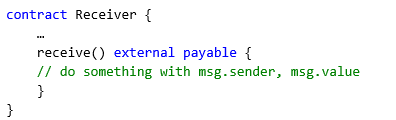 contract Receiver {
    …
    receive() external payable {
    // do something with msg.sender, msg.value
    }
}